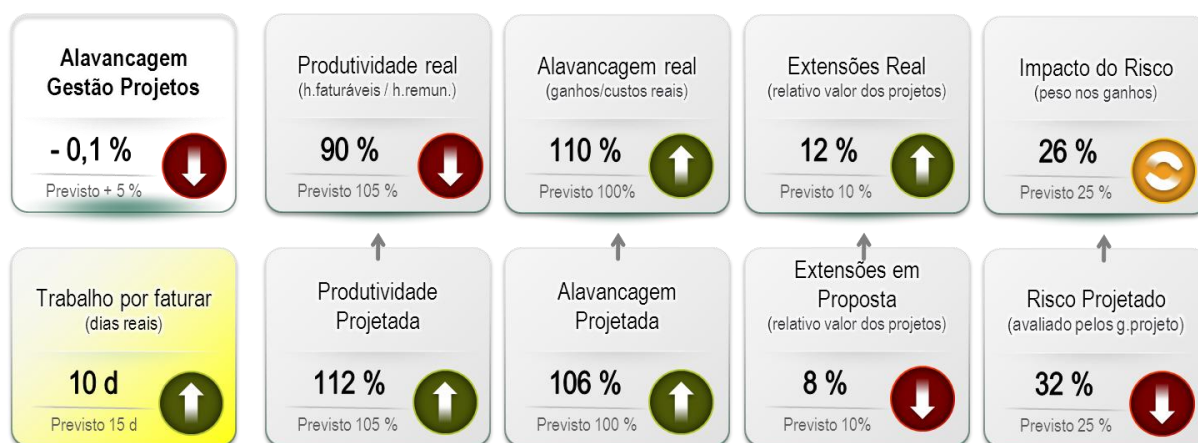 Alavancagem
Gestão Projetos
- 0,1 %
Previsto + 5 %
Produtividade real
(h.faturáveis / h.remun.)
90 %
Previsto 105 %
Alavancagem real
(ganhos/custos reais)
110 %
Previsto 100%
Extensões Real
(relativo valor dos projetos)
12 %
Previsto 10 %
Impacto do Risco
(peso nos ganhos)
26 %
Previsto 25 %
Trabalho por faturar
(dias reais)
10 d
Previsto 15 d
Produtividade
Projetada
112 %
Previsto 105 %
Alavancagem
Projetada
106 %
Previsto 100 %
Extensões em
Proposta
(relativo valor dos projetos)
8 %
Previsto 10%
Risco Projetado
(avaliado pelos g.projeto)
32 %
Previsto 25 %